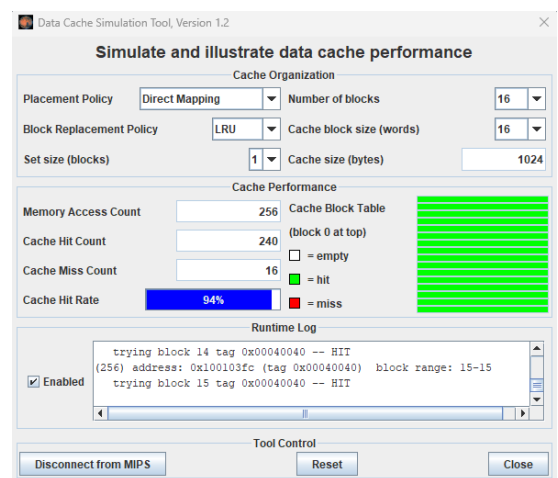 Data Cache Simulation Tool, Version 1.2
Simulate and illustrate data cache performance
Cache Organization
Placement Policy Direct Mapping Number of blocks 16
Block Replacement Policy LRU Cache block size (words) 16
Set size (blocks) 1 Cache size (bytes) 1024
Cache Performance
Memory Access Count 256 Cache Block Table
(block 0 at top)
Cache Hit Count 240
= empty
Cache Miss Count 16
= hit
Cache Hit Rate 94%
= miss
Runtime Log
Enabled
trying block 14 tag 0x00040040 -- HIT
(256) address: 0x100103fc (tag 0x00040040) block range: 15-15
trying block 15 tag 0x00040040 -- HIT
Tool Control
Disconnect from MIPS Reset Close